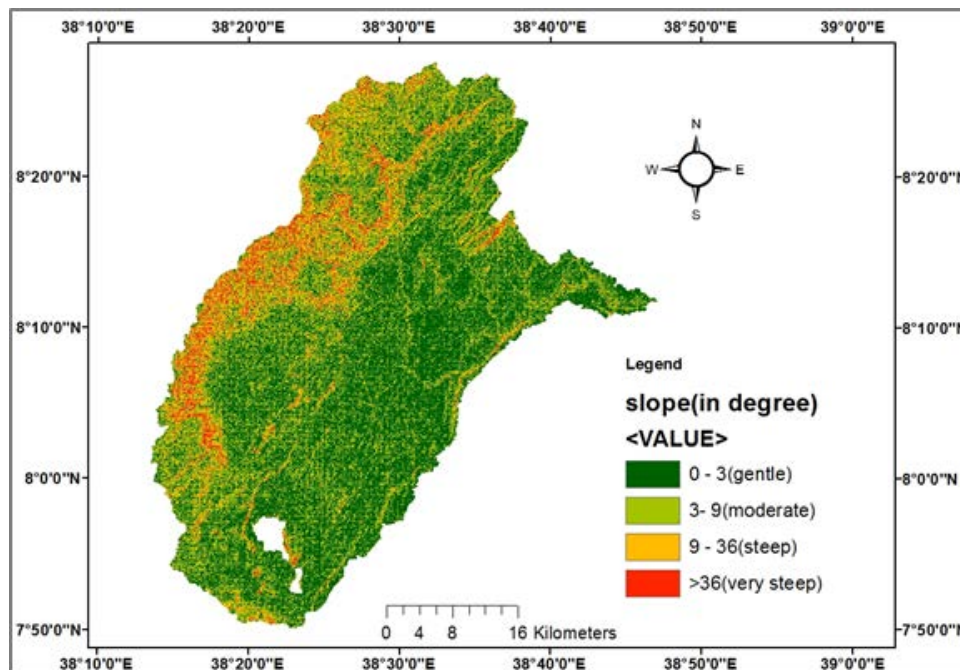 38°10'0"E 38°20'0"E 38°30'0"E 38°40'0"E 38°50'0"E 39°0'0"E
N
W E
S
8°20'0"N 8°20'0"N
8°10'0"N 8°10'0"N
Legend
slope(in degree)
<VALUE>
0 - 3(gentle)
8°0'0"N 8°0'0"N
3- 9(moderate)
9 - 36(steep)
>36(very steep)
0 4 8 16 Kilometers
7°50'0"N 7°50'0"N
38°10'0"E 38°20'0"E 38°30'0"E 38°40'0"E 38°50'0"E 39°0'0"E